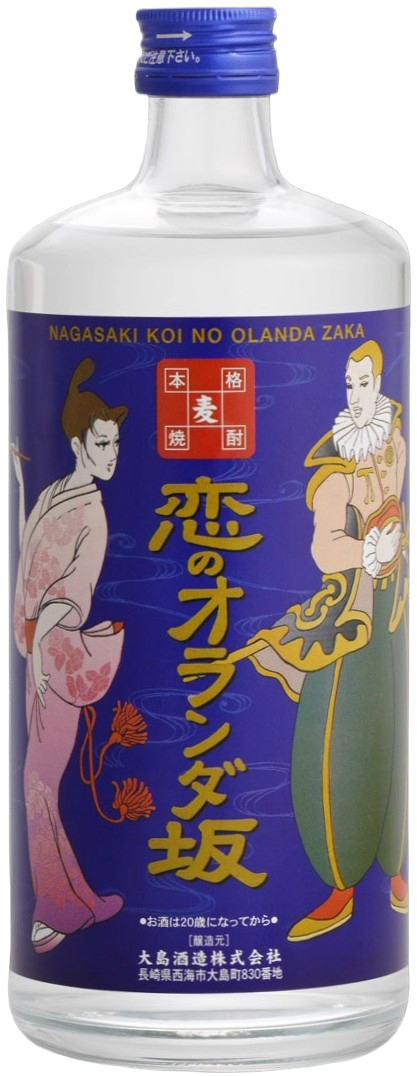 ご注意下さい。
NAGASAKI KOI NO OLANDA ZAKA
本格
麦
焼酎
恋のオランダ坂
●お酒は20歳になってから●
[醸造元]
大島酒造株式会社
長崎県西海市大島町830番地